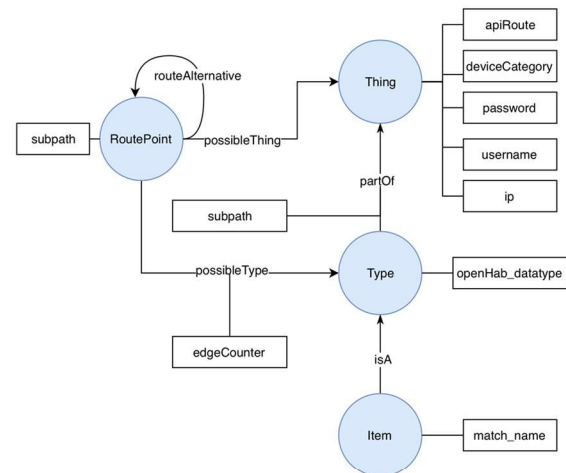 apiRoute
deviceCategory
password
username
ip
Thing
routeAlternative
subpath
RoutePoint
possibleThing
partOf
subpath
possibleType
Type
openHab_datatype
edgeCounter
isA
Item
match_name